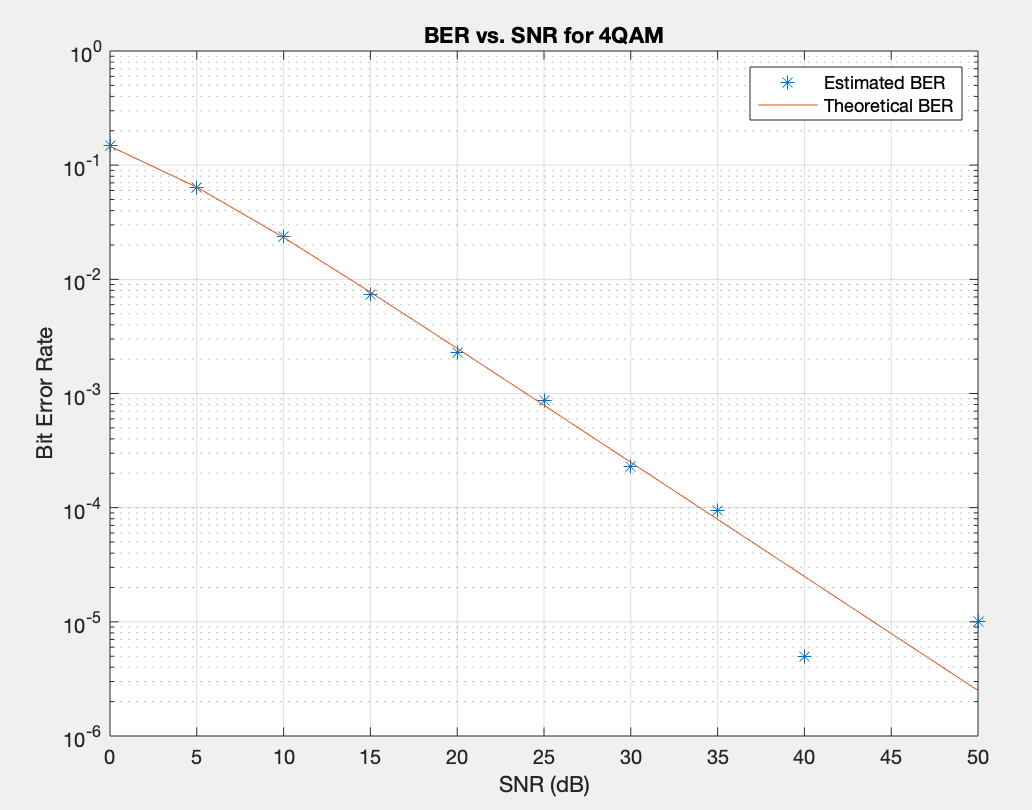 BER vs. SNR for 4QAM
10^0
10^-1
10^-2
10^-3
10^-4
10^-5
10^-6
Bit Error Rate
Estimated BER
Theoretical BER
0 5 10 15 20 25 30 35 40 45 50
SNR (dB)